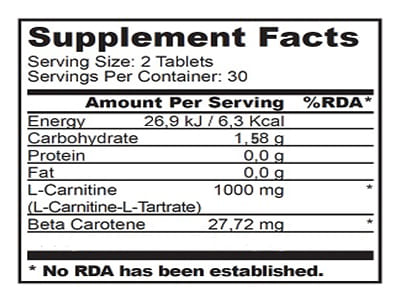 Supplement Facts
Serving Size: 2 Tablets
Servings Per Container: 30
Amount Per Serving %RDA*
Energy 26,9 kJ / 6,3 Kcal
Carbohydrate 1,58 g
Protein 0,0 g
Fat 0,0 g
L-Carnitine 1000 mg *
(L-Carnitine-L-Tartrate)
Beta Carotene 27,72 mg *
* No RDA has been established.